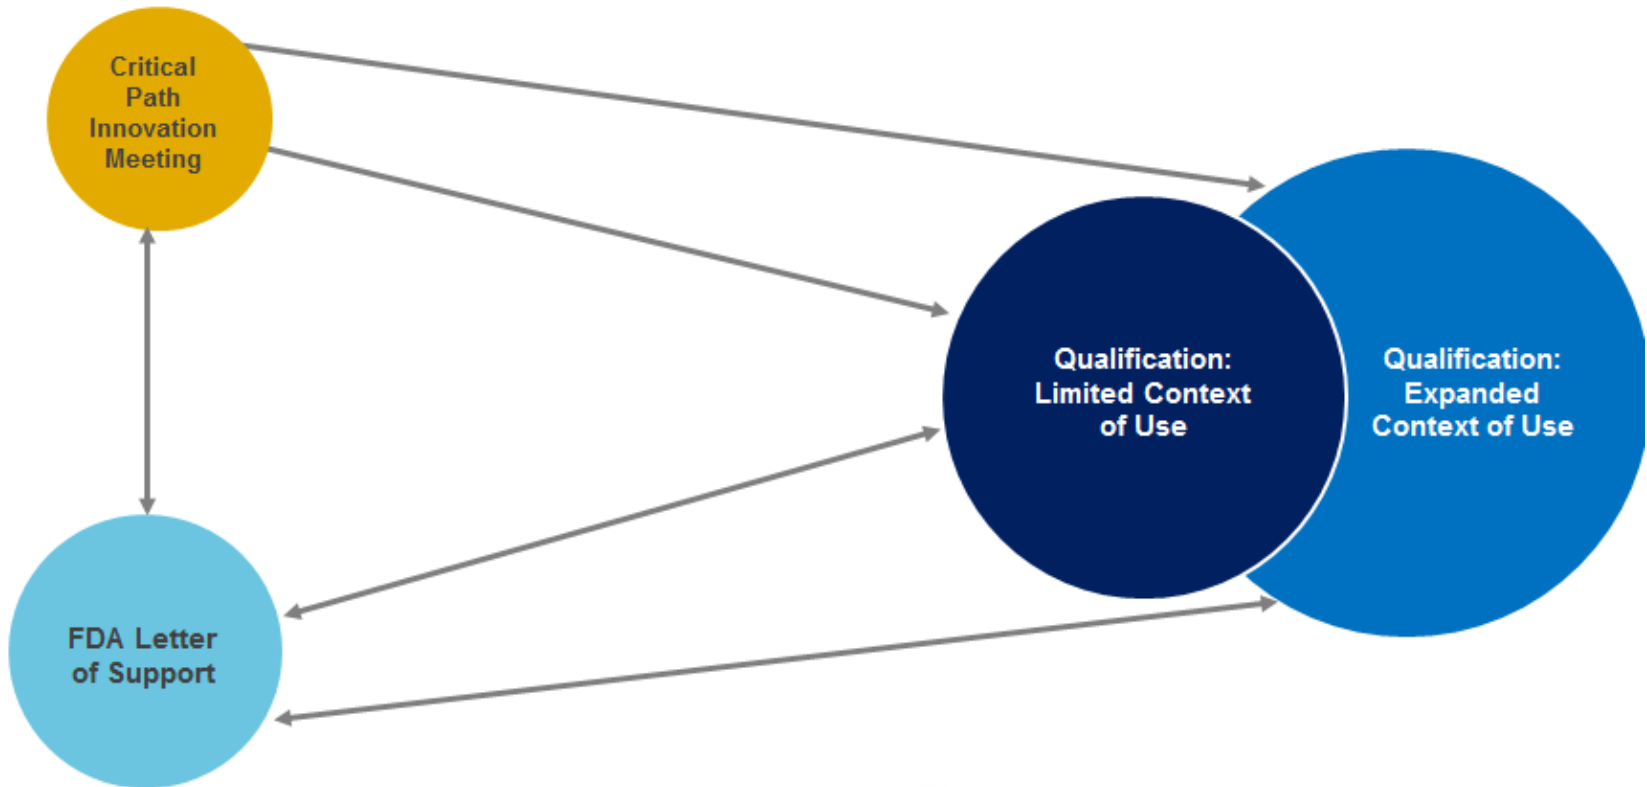 Critical
Path
Innovation
Meeting
Qualification:
Limited Context
of Use
Qualification:
Expanded
Context of Use
FDA Letter
of Support